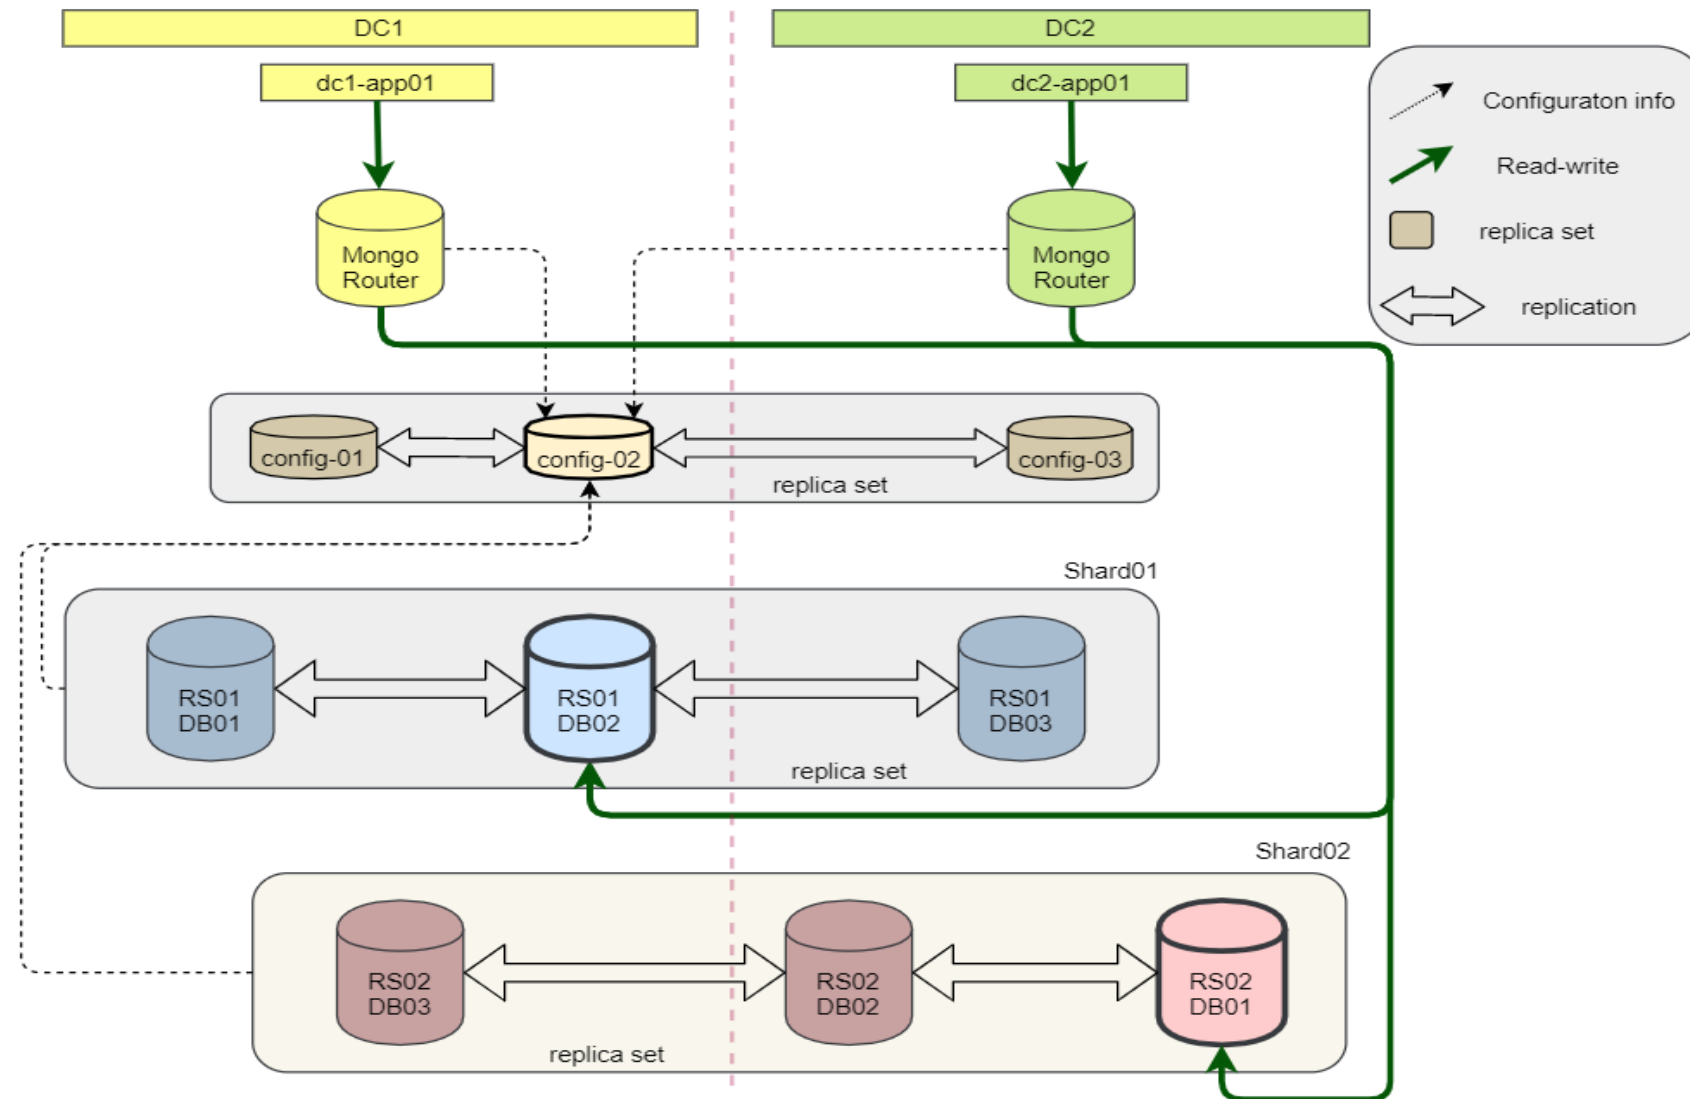 DC1
DC2
dc1-app01
dc2-app01
Configuraton info
Read-write
replica set
replication
Mongo
Router
Mongo
Router
config-01
config-02
config-03
replica set
Shard01
RS01
DB01
RS01
DB02
RS01
DB03
replica set
Shard02
RS02
DB03
RS02
DB02
RS02
DB01
replica set